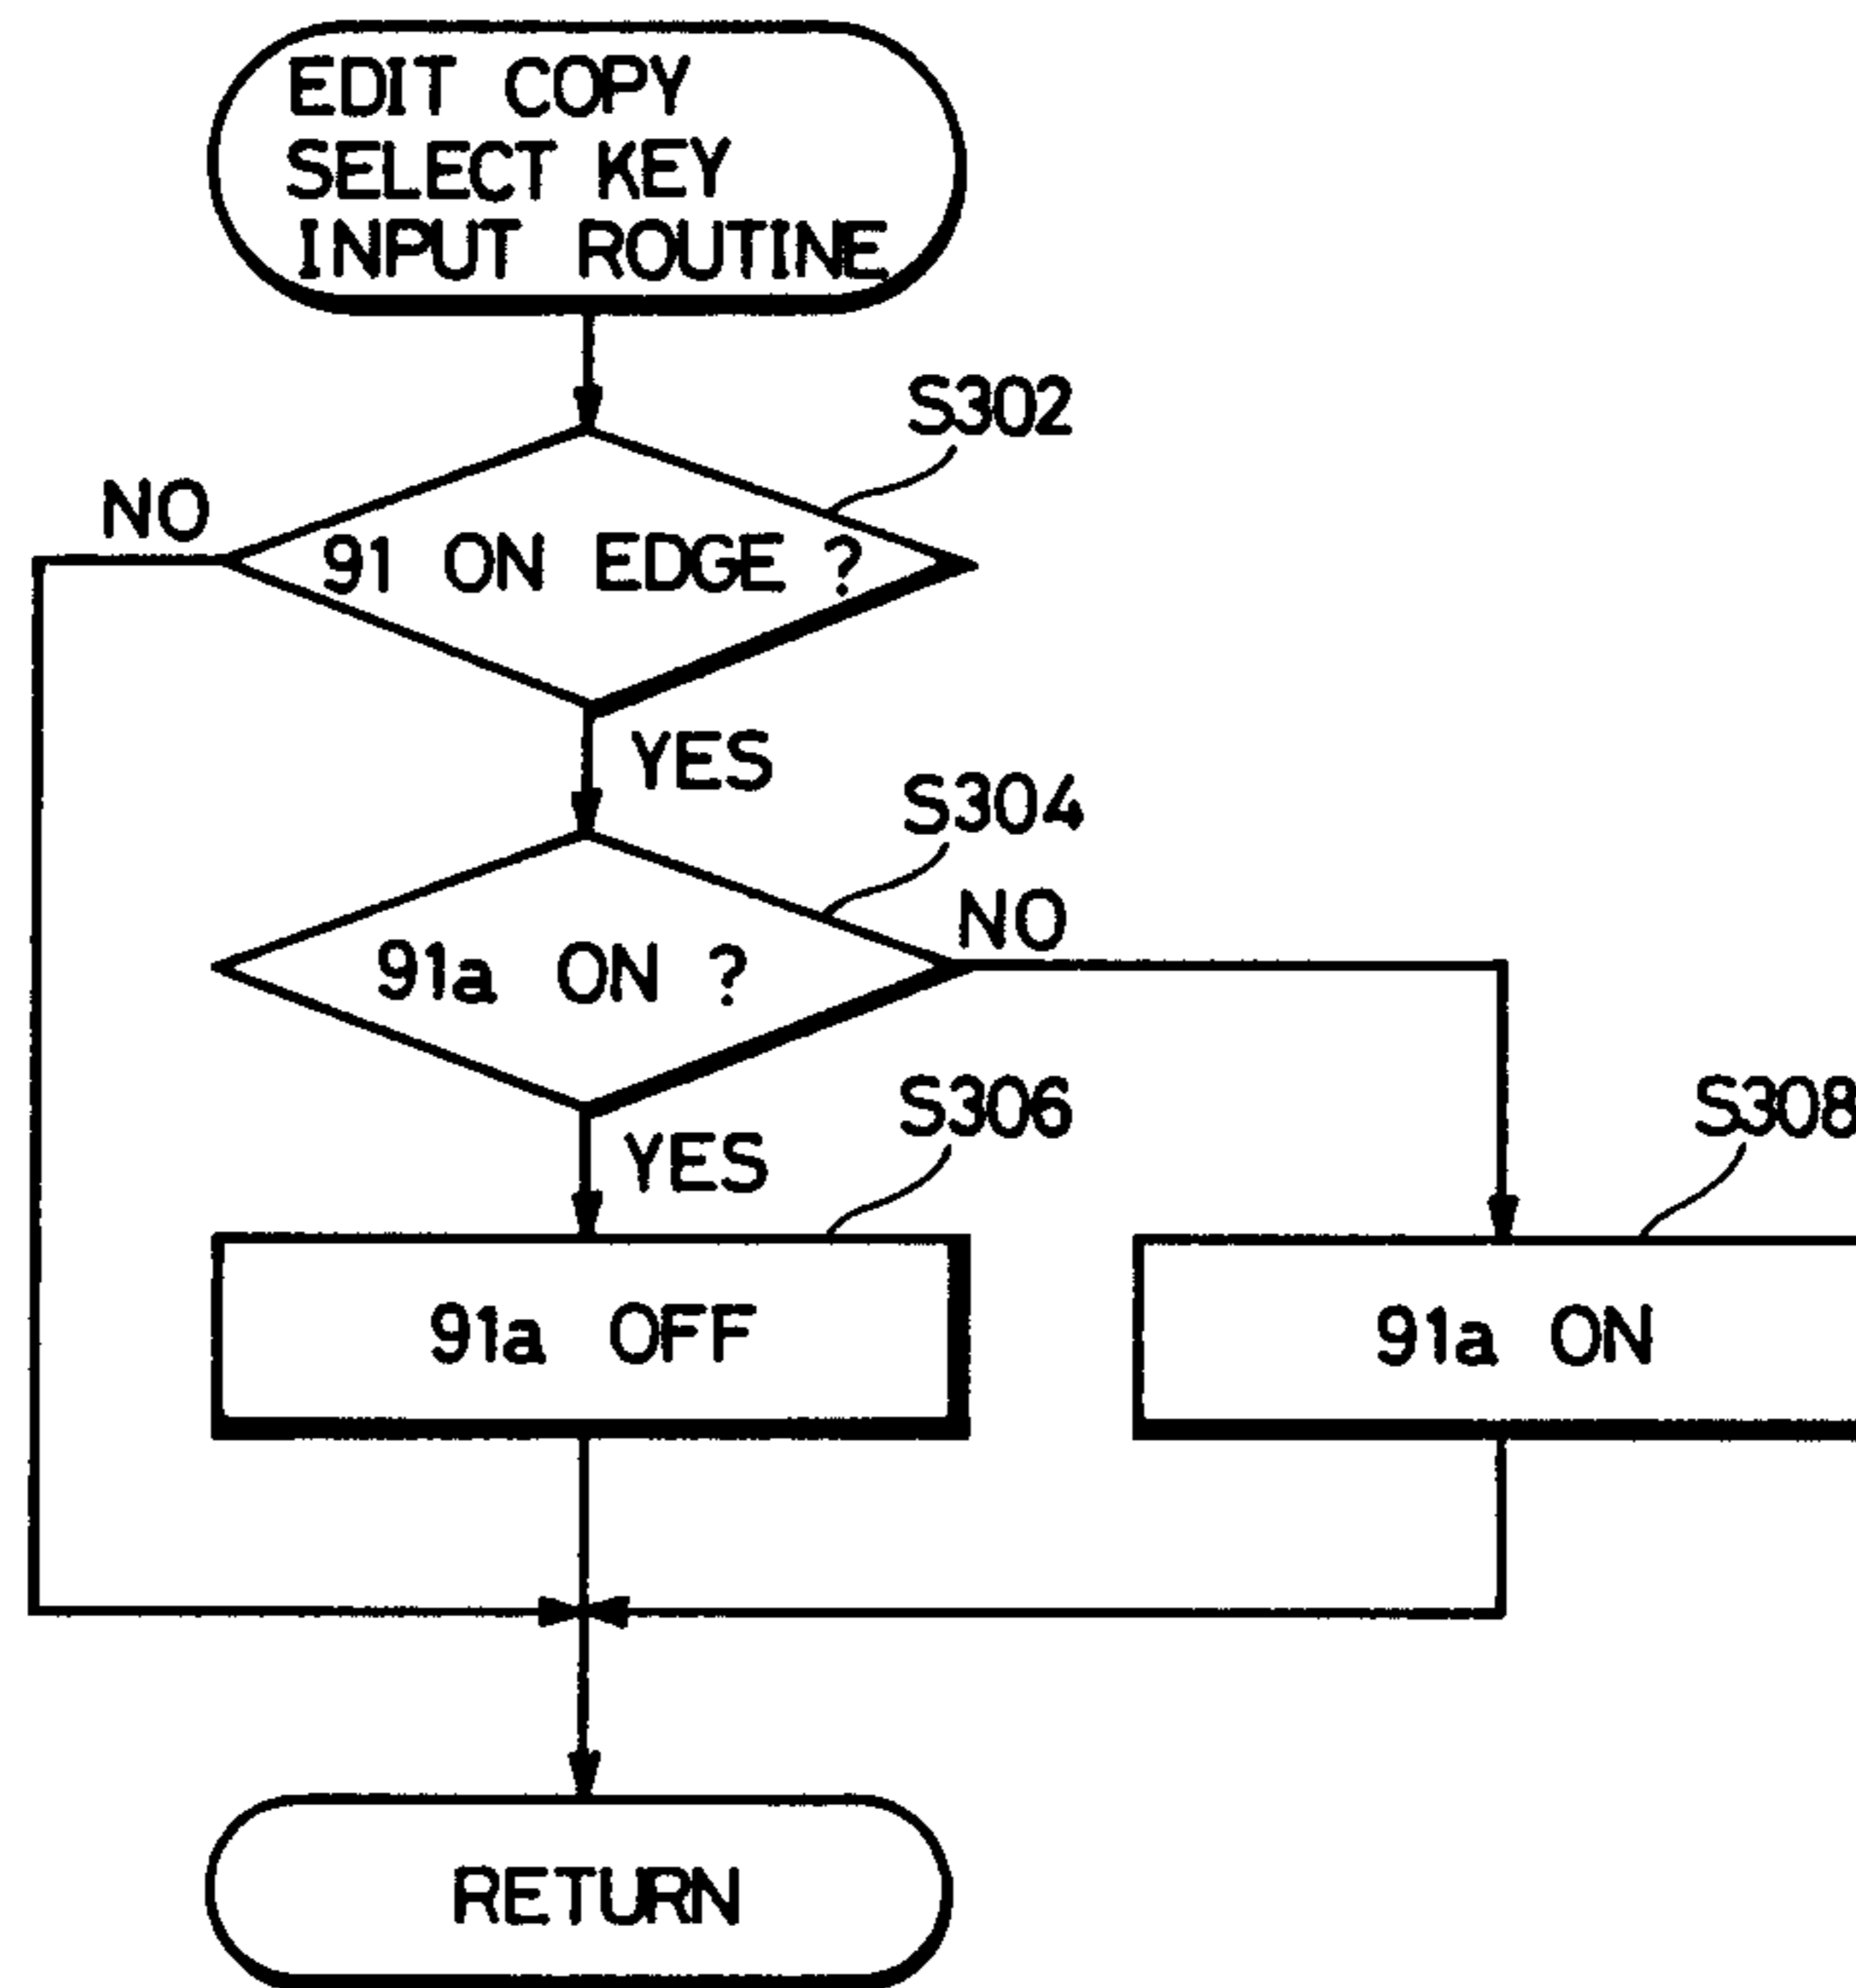 EDIT COPY
SELECT KEY
INPUT ROUTINE
S302
NO
91 ON EDGE ?
YES
S304
NO
91a ON ?
S306
S308
YES
91a OFF
91a ON
RETURN